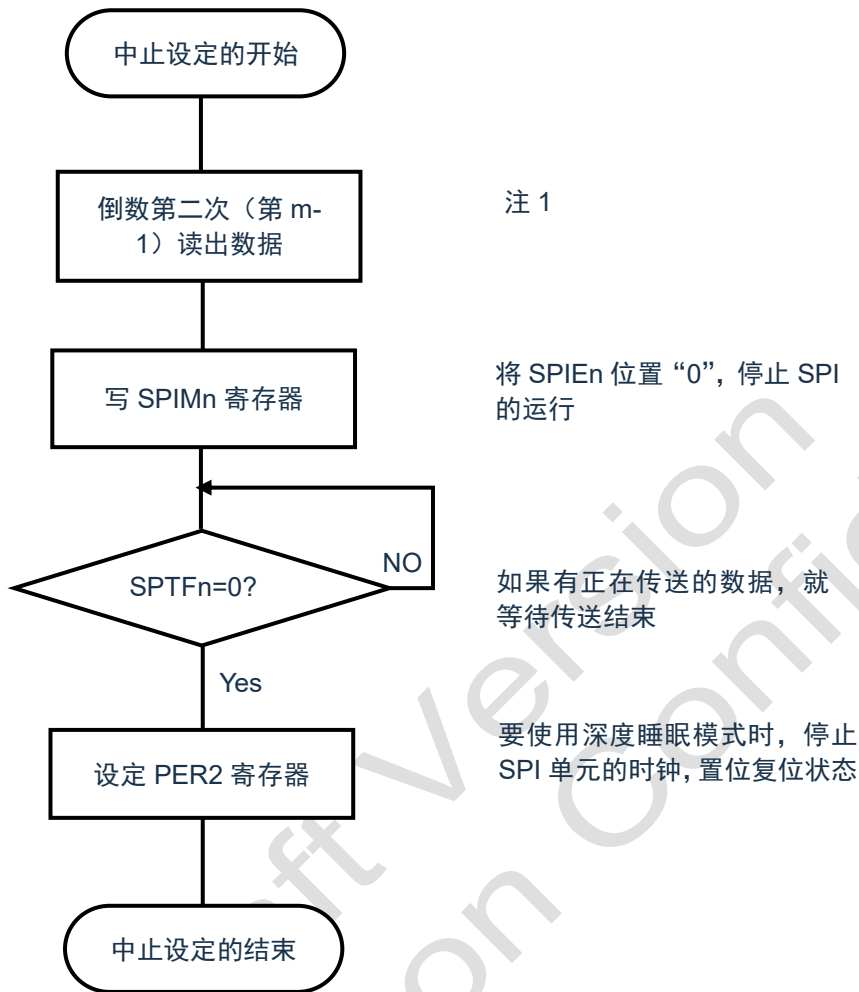 中止设定的开始
倒数第二次（第 m-
1）读出数据
注 1
写 SPIMn 寄存器
将 SPIEn 位置“0”，停止 SPI
的运行
SPTFn=0?
NO
如果有正在传送的数据，就
等待传送结束
Yes
设定 PER2 寄存器
要使用深度睡眠模式时，停止
SPI 单元的时钟，置位复位状态
中止设定的结束